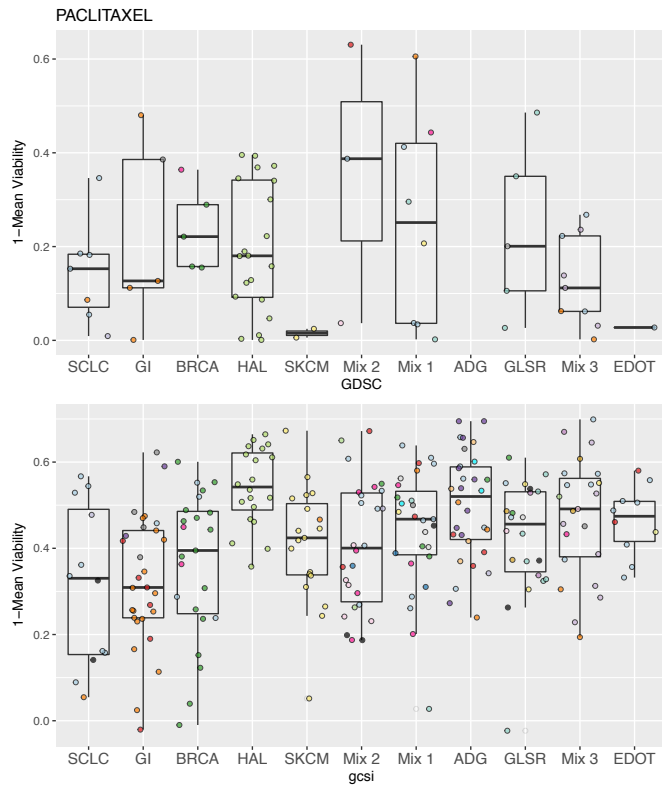 PACLITAXEL
1-Mean Viability
0.6
0.4
0.2
0.0
SCLC GI BRCA HAL SKCM Mix 2 Mix 1 ADG GLSR Mix 3 EDOT
GDSC
1-Mean Viability
0.6
0.4
0.2
0.0
SCLC GI BRCA HAL SKCM Mix 2 Mix 1 ADG GLSR Mix 3 EDOT
gcsi